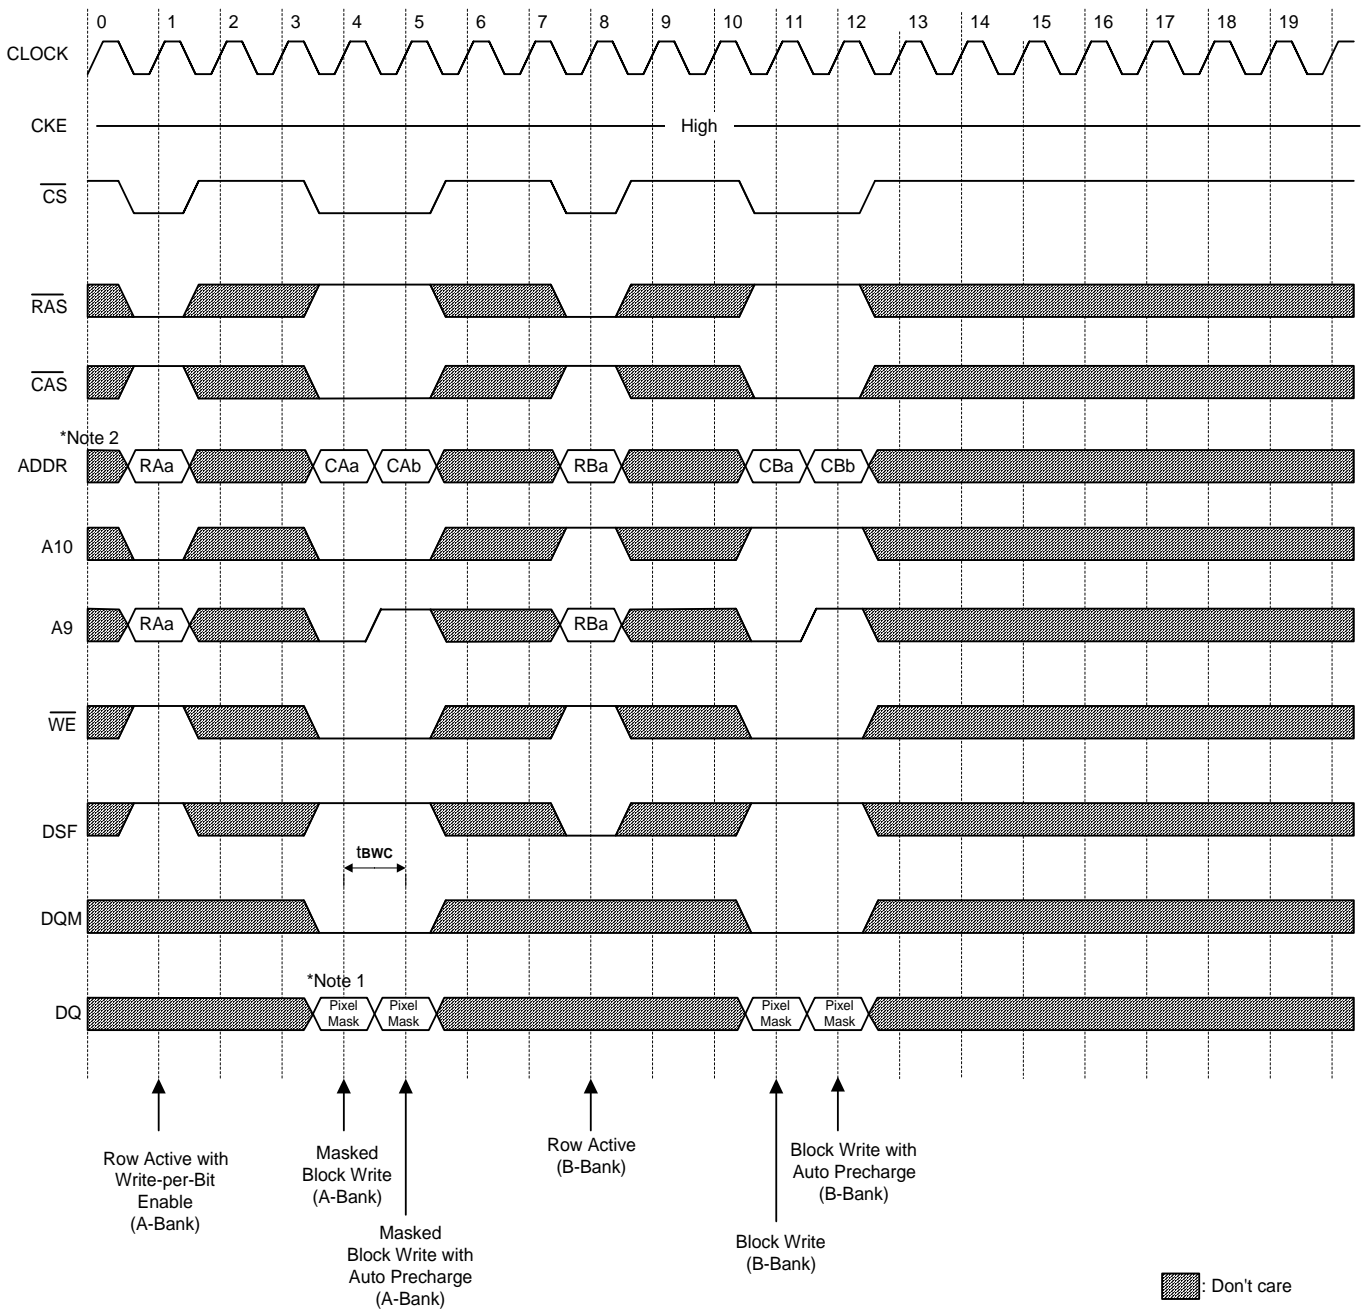 0 1 2 3 4 5 6 7 8 9 10 11 12 13 14 15 16 17 18 19
CLOCK
CKE High
CS
RAS
CAS
*Note 2
ADDR RAa CAa CAb RBa CBa CBb
A10
A9 RAa RBa
WE
DSF
tBWC
DQM
*Note 1
DQ Pixel Mask Pixel Mask Pixel Mask Pixel Mask
Row Active with
Write-per-Bit
Enable
(A-Bank)
Masked
Block Write
(A-Bank)
Masked
Block Write with
Auto Precharge
(A-Bank)
Row Active
(B-Bank)
Block Write
(B-Bank)
Block Write with
Auto Precharge
(B-Bank)
: Don't care